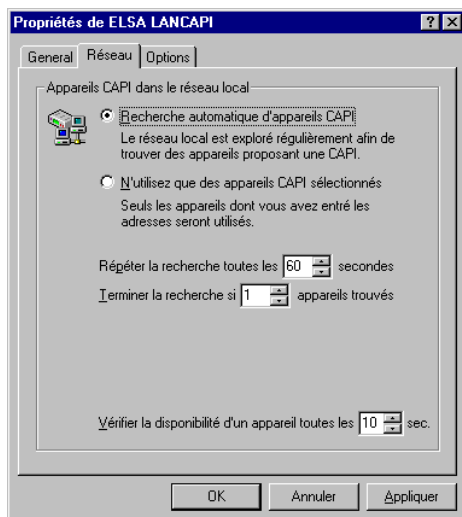 Propriétés de ELSA LANCAPI
General Réseau Options
Appareils CAPI dans le réseau local
Recherche automatique d'appareils CAPI
Le réseau local est exploré régulièrement afin de
trouver des appareils proposant une CAPI.
N'utilisez que des appareils CAPI sélectionnés
Seuls les appareils dont vous avez entré les
adresses seront utilisés.
Répéter la recherche toutes les 60 secondes
Terminer la recherche si 1 appareils trouvés
Vérifier la disponibilité d'un appareil toutes les 10 sec.
OK Annuler Appliquer